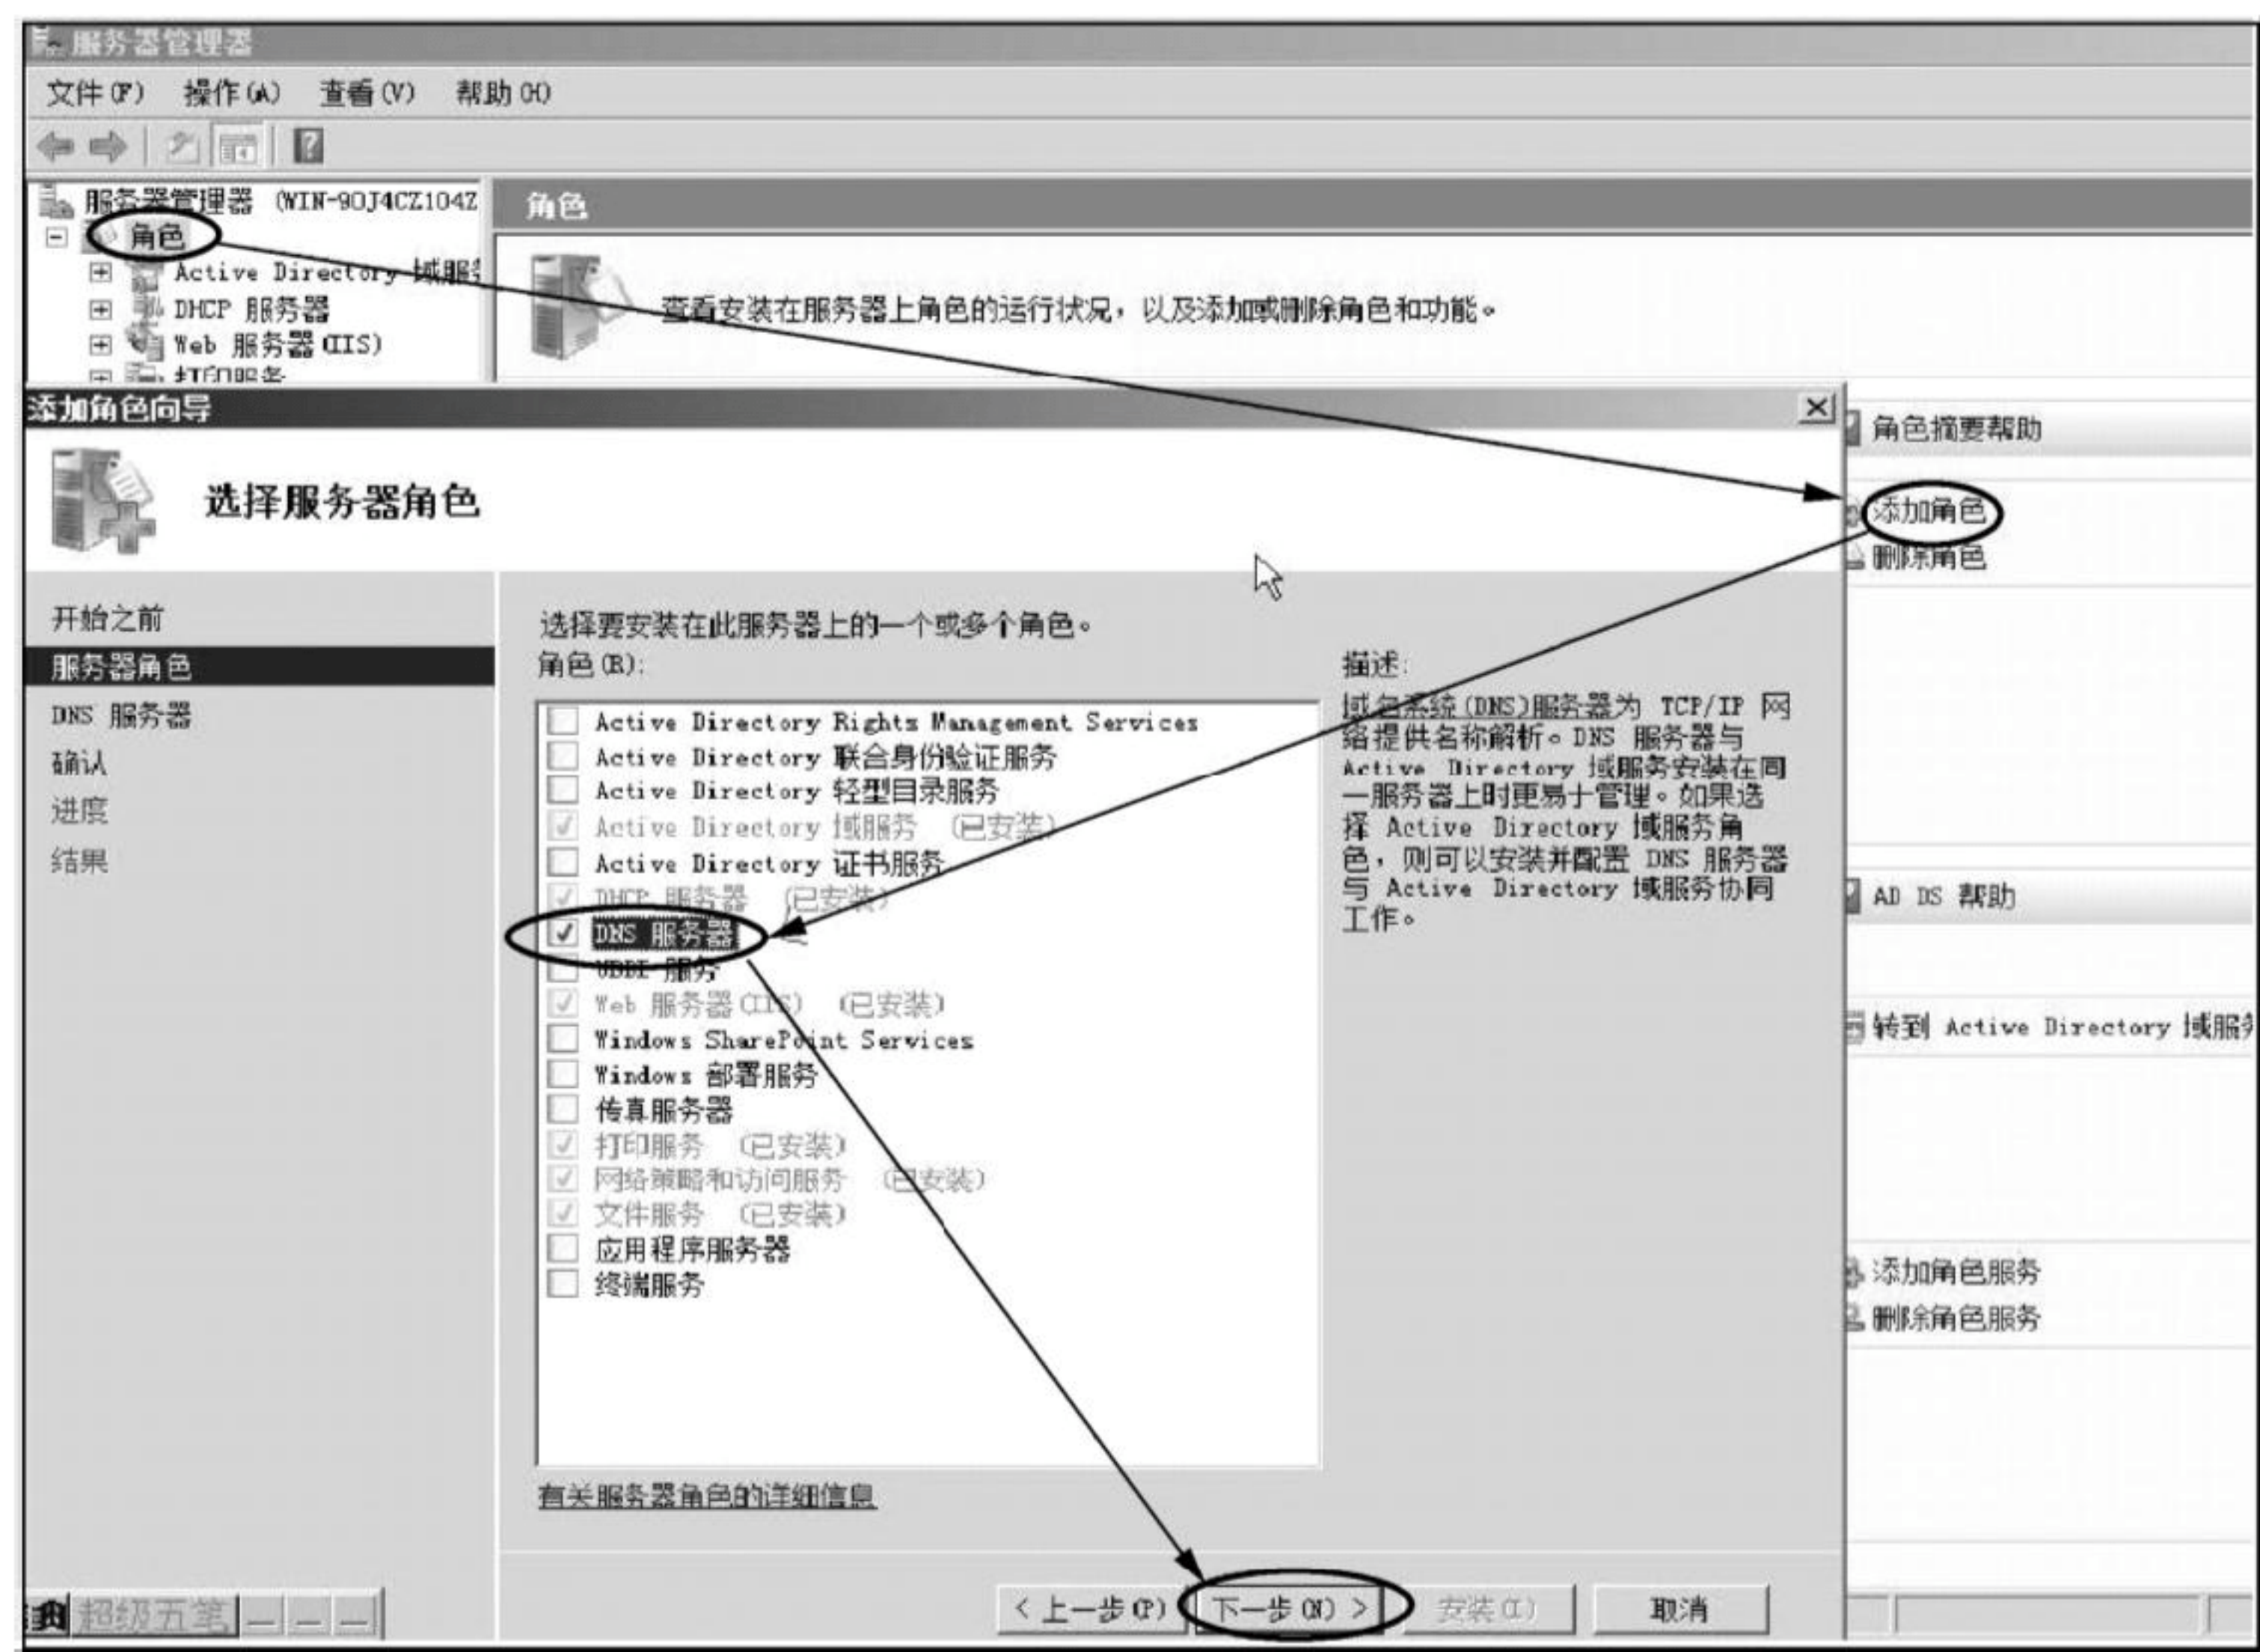 服务器管理器
文件(F) 操作(A) 查看(V) 帮助(H)
服务器管理器 (WIN-9OJ4CZ104Z
角色
Active Directory 域服务
DHCP 服务器
Web 服务器(IIS)
打印服务
角色
查看安装在服务器上角色的运行状况，以及添加或删除角色和功能。
添加角色向导
选择服务器角色
开始之前
服务器角色
DNS 服务器
确认
进度
结果
选择要安装在此服务器上的一个或多个角色。
角色(R):
Active Directory Rights Management Services
Active Directory 联合身份验证服务
Active Directory 轻型目录服务
Active Directory 域服务 (已安装)
Active Directory 证书服务
DHCP 服务器 (已安装)
DNS 服务器
UDDI 服务
Web 服务器(IIS) (已安装)
Windows SharePoint Services
Windows 部署服务
传真服务器
打印服务 (已安装)
网络策略和访问服务 (已安装)
文件服务 (已安装)
应用程序服务器
终端服务
有关服务器角色的详细信息
描述:
域名系统(DNS)服务器为 TCP/IP 网
络提供名称解析。DNS 服务器与
Active Directory 域服务安装在同
一服务器上时更易于管理。如果选
择 Active Directory 域服务角
色，则可以安装并配置 DNS 服务器
与 Active Directory 域服务协同
工作。
< 上一步(P) 下一步(N) > 安装(I) 取消
角色摘要帮助
添加角色
删除角色
AD DS 帮助
转到 Active Directory 域服务
添加角色服务
删除角色服务
超级五笔